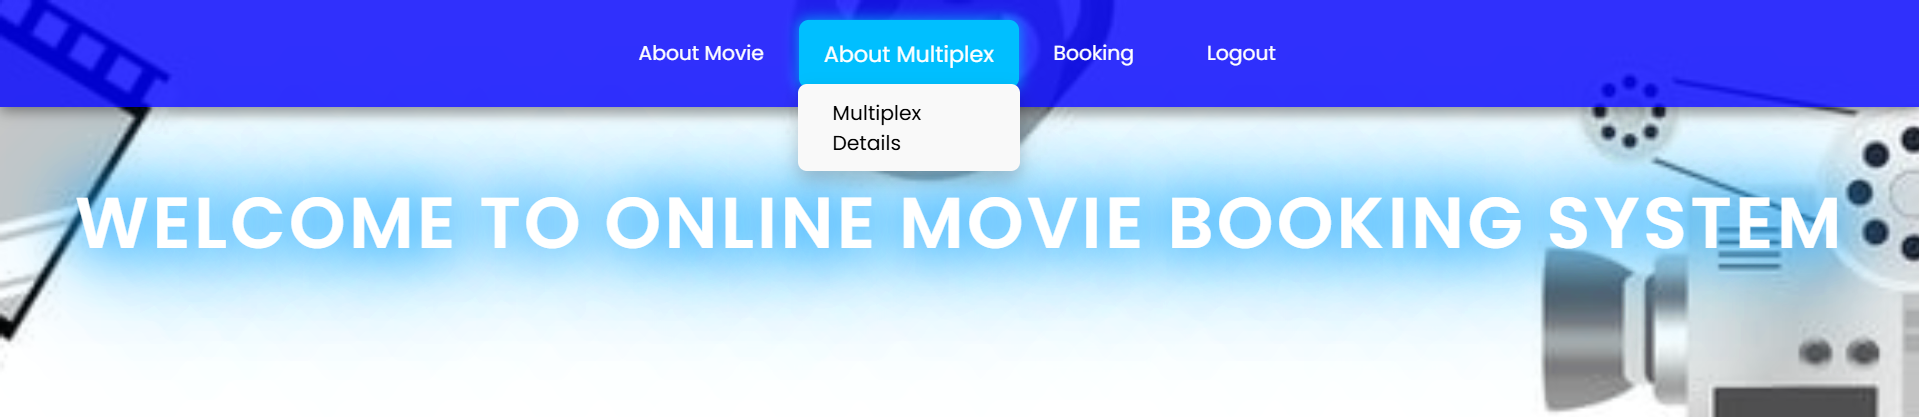 About Movie About Multiplex Booking Logout
Multiplex
Details
WELCOME TO ONLINE MOVIE BOOKING SYSTEM